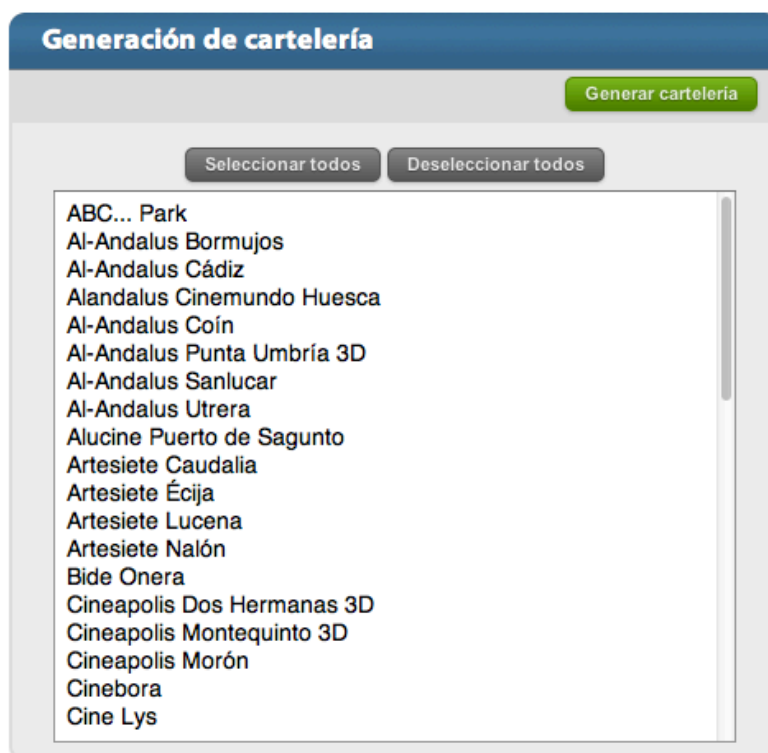 Generación de cartelería
Generar cartelería
Seleccionar todos Deseleccionar todos
ABC... Park
Al-Andalus Bormujos
Al-Andalus Cádiz
Alandalus Cinemundo Huesca
Al-Andalus Coín
Al-Andalus Punta Umbría 3D
Al-Andalus Sanlucar
Al-Andalus Utrera
Alucine Puerto de Sagunto
Artesiete Caudalia
Artesiete Écija
Artesiete Lucena
Artesiete Nalón
Bide Onera
Cineapolis Dos Hermanas 3D
Cineapolis Montequinto 3D
Cineapolis Morón
Cinebora
Cine Lys